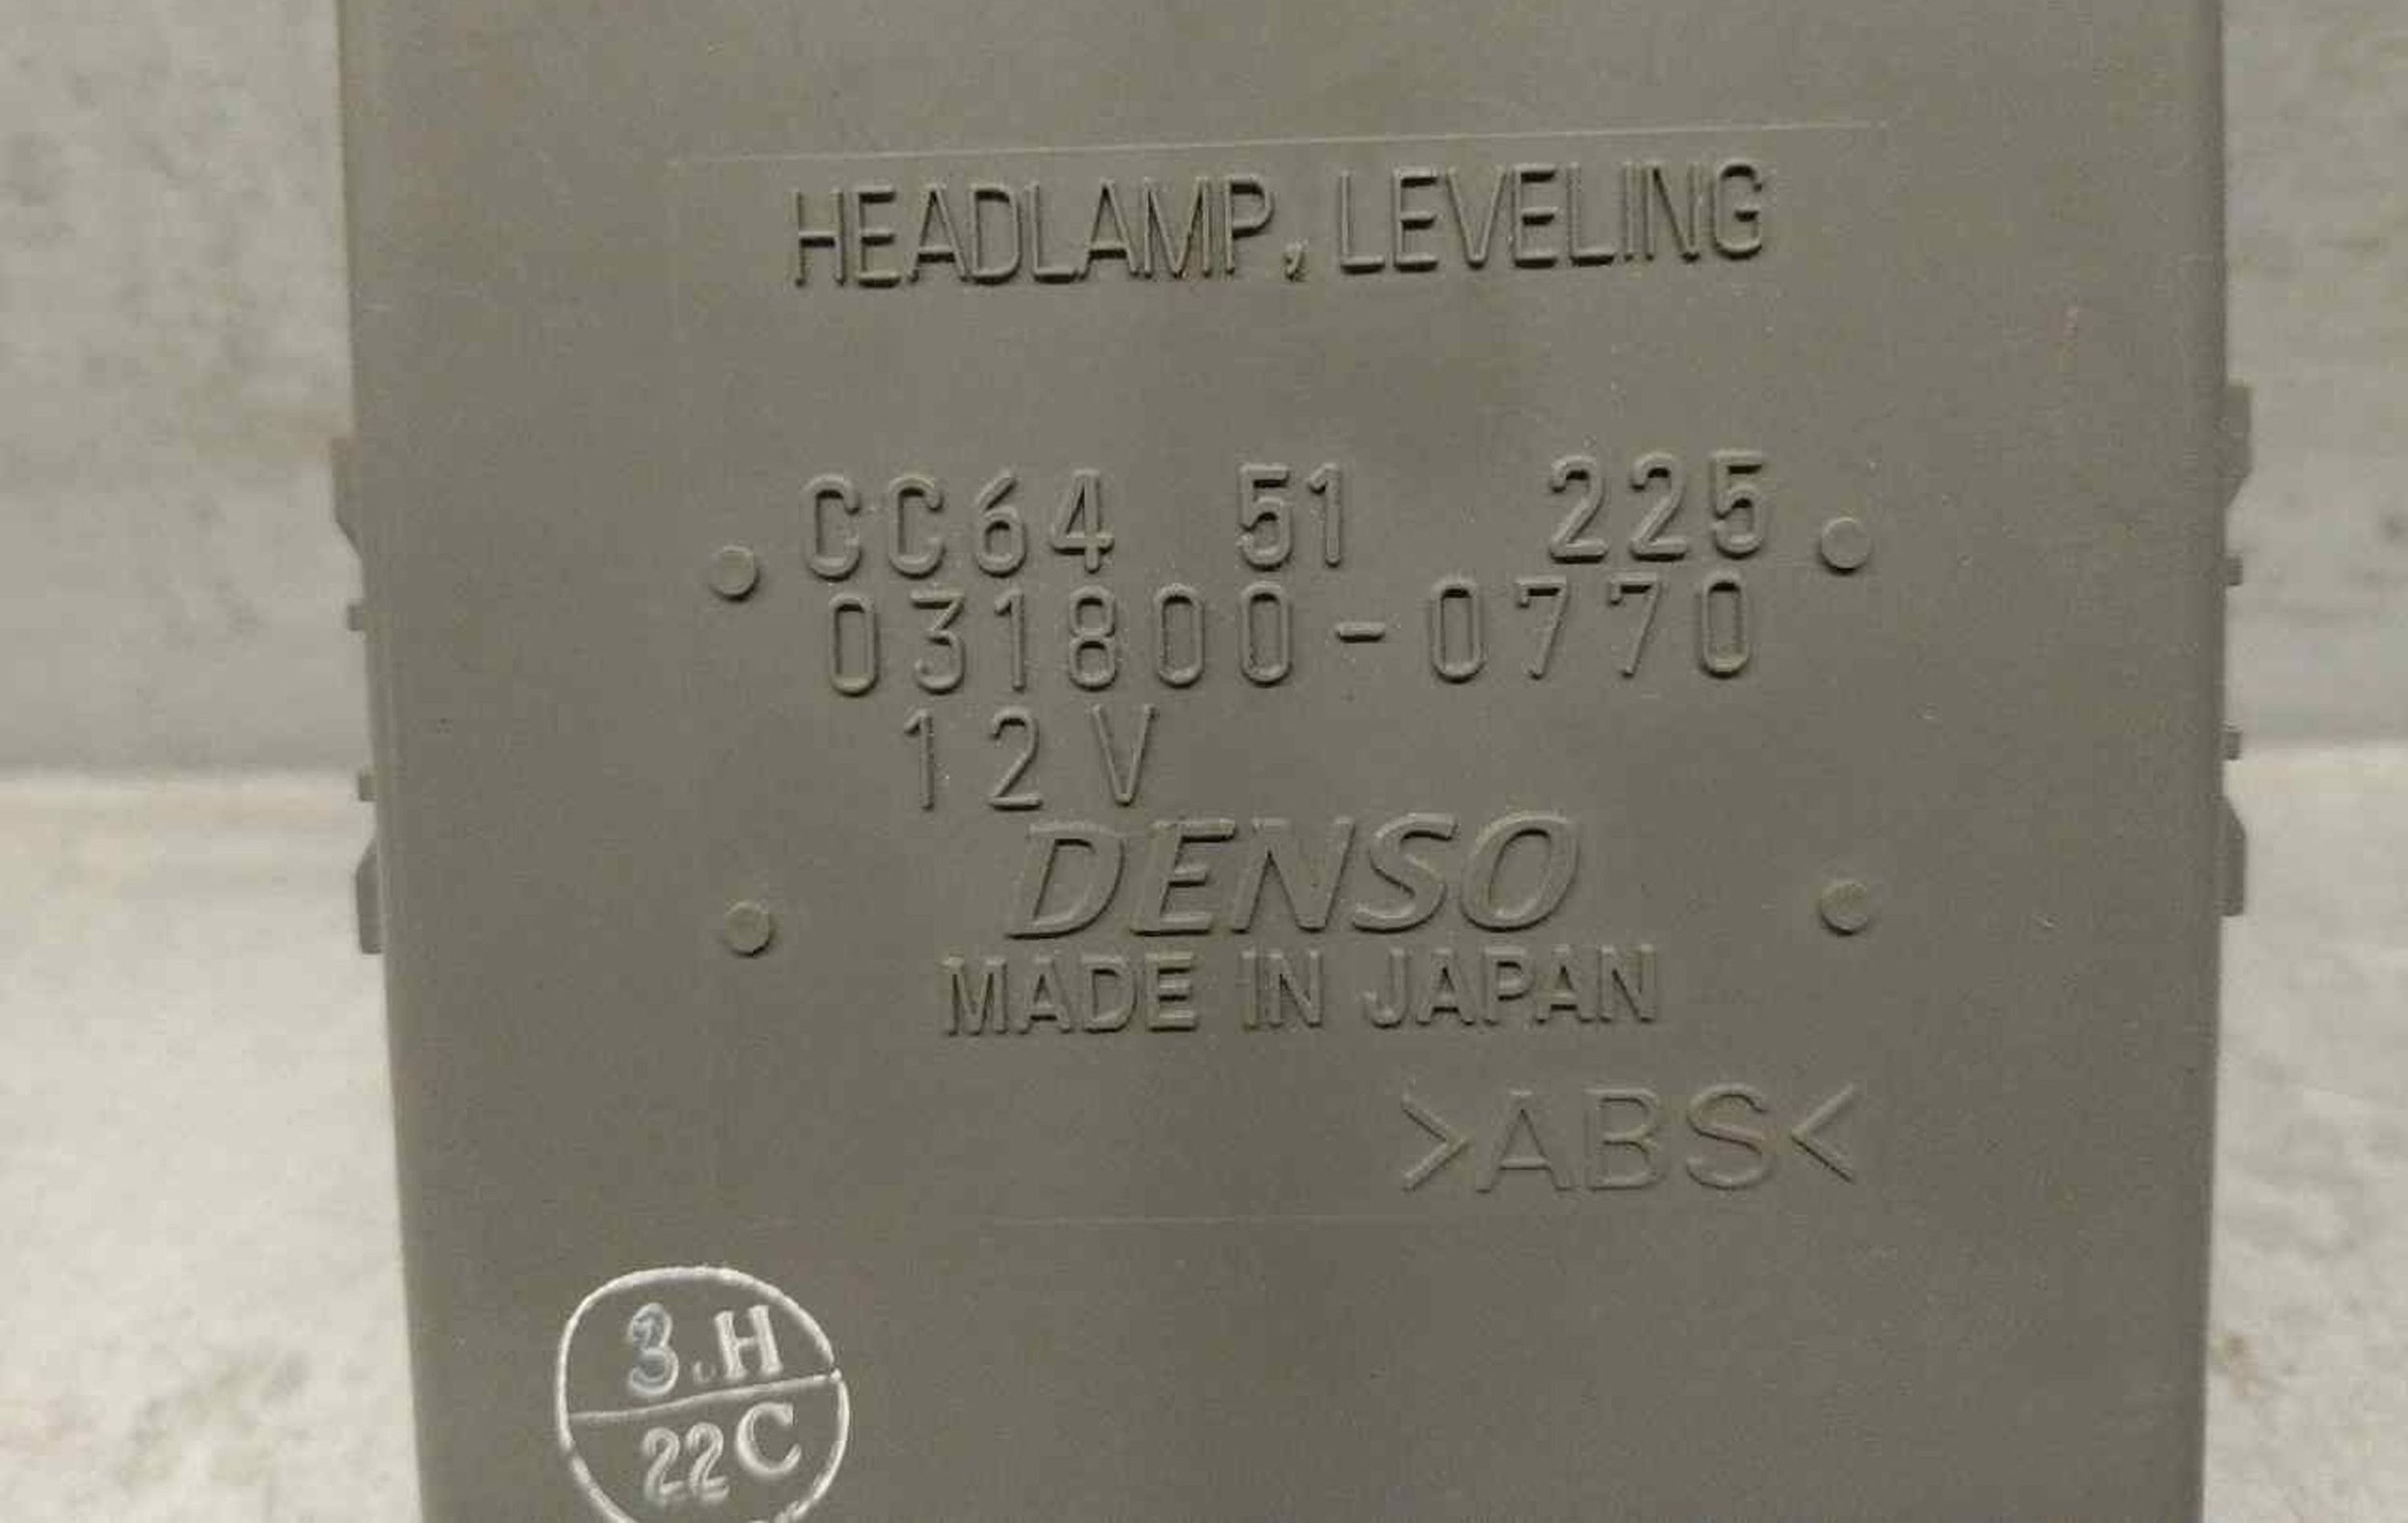 HEADLAMP, LEVELING
CC64 51 225
031800-0770
12V
DENSO
MADE IN JAPAN
>ABS<
3.H
22C